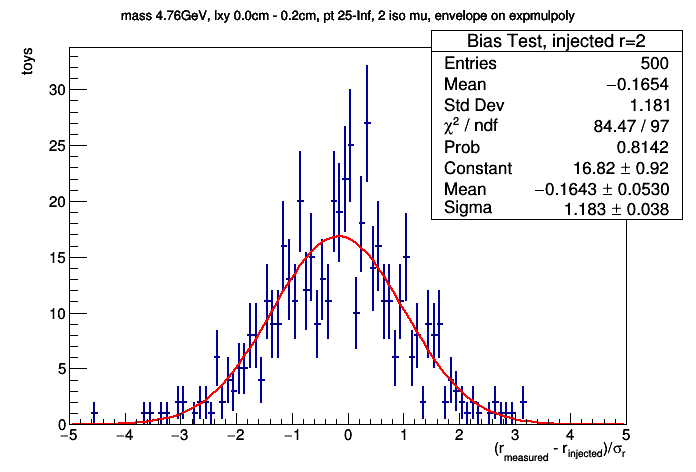 mass 4.76GeV, lxy 0.0cm - 0.2cm, pt 25-Inf, 2 iso mu, envelope on expmulpoly
Bias Test, injected r=2
Entries 500
Mean −0.1654
Std Dev 1.181
χ² / ndf 84.47 / 97
Prob 0.8142
Constant 16.82 ± 0.92
Mean −0.1643 ± 0.0530
Sigma 1.183 ± 0.038
toys
30
25
20
15
10
5
0
−5 −4 −3 −2 −1 0 1 2 3 4 5
(r_measured - r_injected)/σ_r